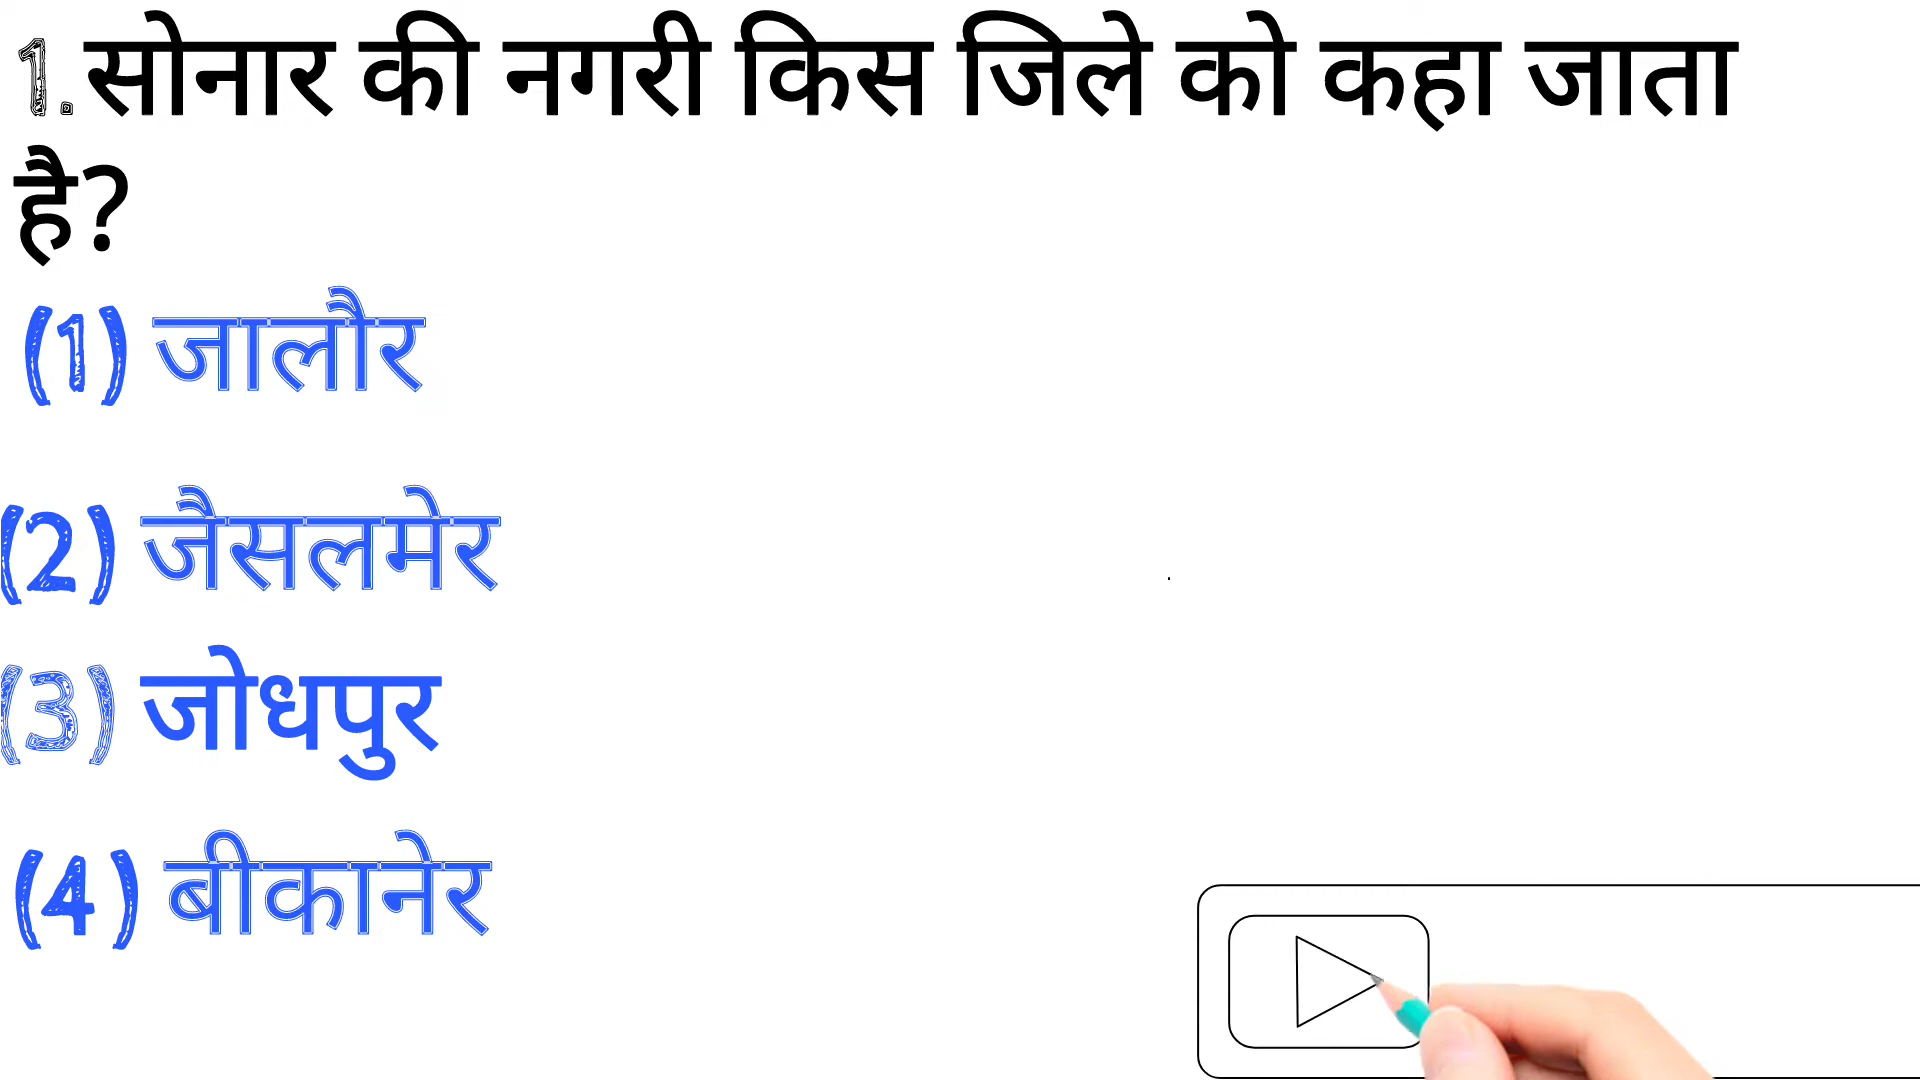 1.सोनार की नगरी किस जिले को कहा जाता
है?
(1) जालौर
(2) जैसलमेर
(3) जोधपुर
(4) बीकानेर